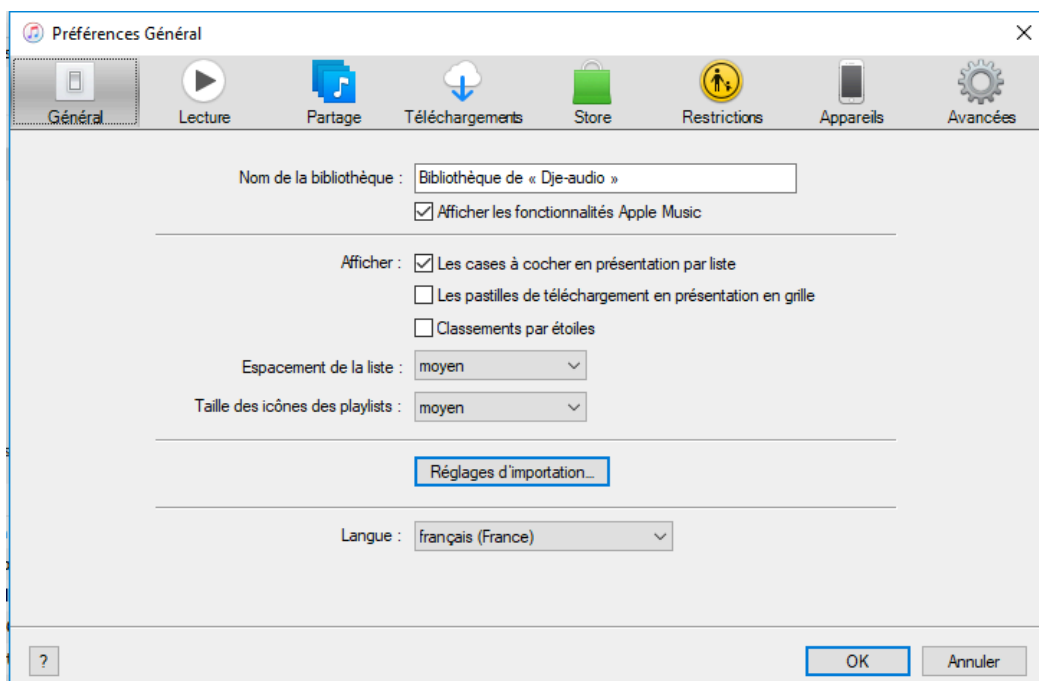 Préférences Général
Général Lecture Partage Téléchargements Store Restrictions Appareils Avancées
Nom de la bibliothèque : Bibliothèque de « Dje-audio »
Afficher les fonctionnalités Apple Music
Afficher : Les cases à cocher en présentation par liste
Les pastilles de téléchargement en présentation en grille
Classements par étoiles
Espacement de la liste : moyen
Taille des icônes des playlists : moyen
Réglages d'importation...
Langue : français (France)
? OK Annuler